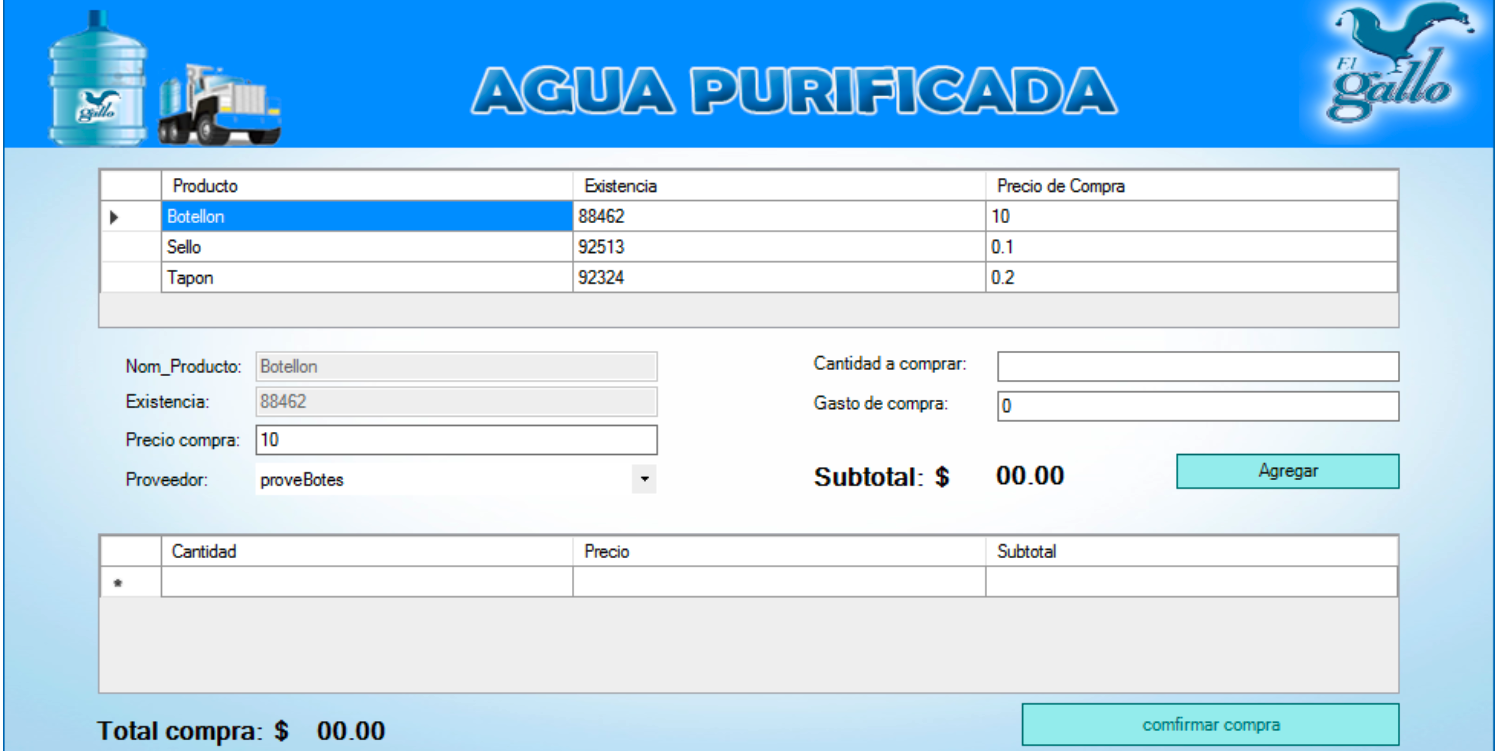 gallo
AGUA PURIFICADA
El
gallo
Producto Existencia Precio de Compra
Botellon 88462 10
Sello 92513 0.1
Tapon 92324 0.2
Nom_Producto: Botellon Cantidad a comprar:
Existencia: 88462 Gasto de compra: 0
Precio compra: 10
Proveedor: proveBotes Subtotal: $ 00.00 Agregar
Cantidad Precio Subtotal
*
Total compra: $ 00.00 comfirmar compra